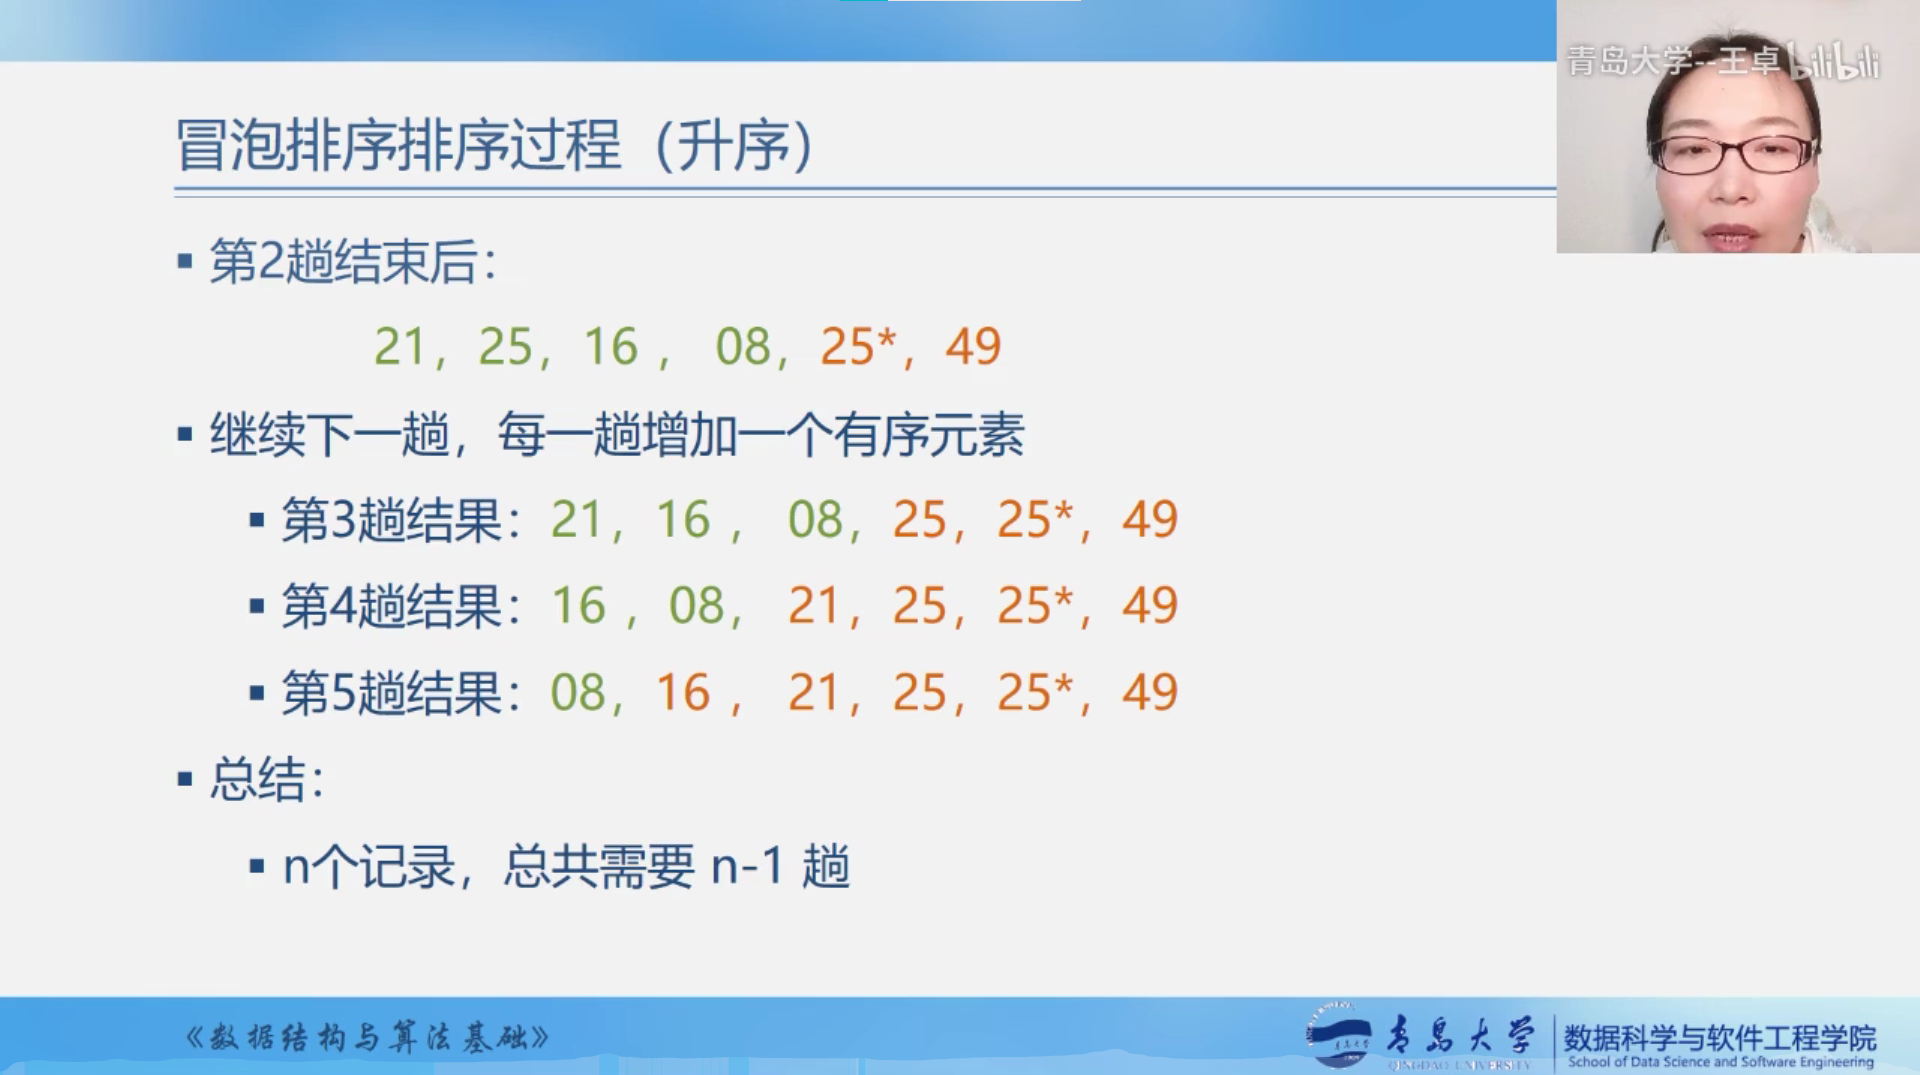 青岛大学--王卓 bilibili
冒泡排序排序过程（升序）
▪ 第2趟结束后：
21，25，16 ， 08，25*，49
▪ 继续下一趟，每一趟增加一个有序元素
▪ 第3趟结果：21，16 ， 08，25，25*，49
▪ 第4趟结果：16 ，08， 21，25，25*，49
▪ 第5趟结果：08，16 ， 21，25，25*，49
▪ 总结：
▪ n个记录，总共需要 n-1 趟
《数据结构与算法基础》
青岛大学
QINGDAO UNIVERSITY
数据科学与软件工程学院
School of Data Science and Software Engineering